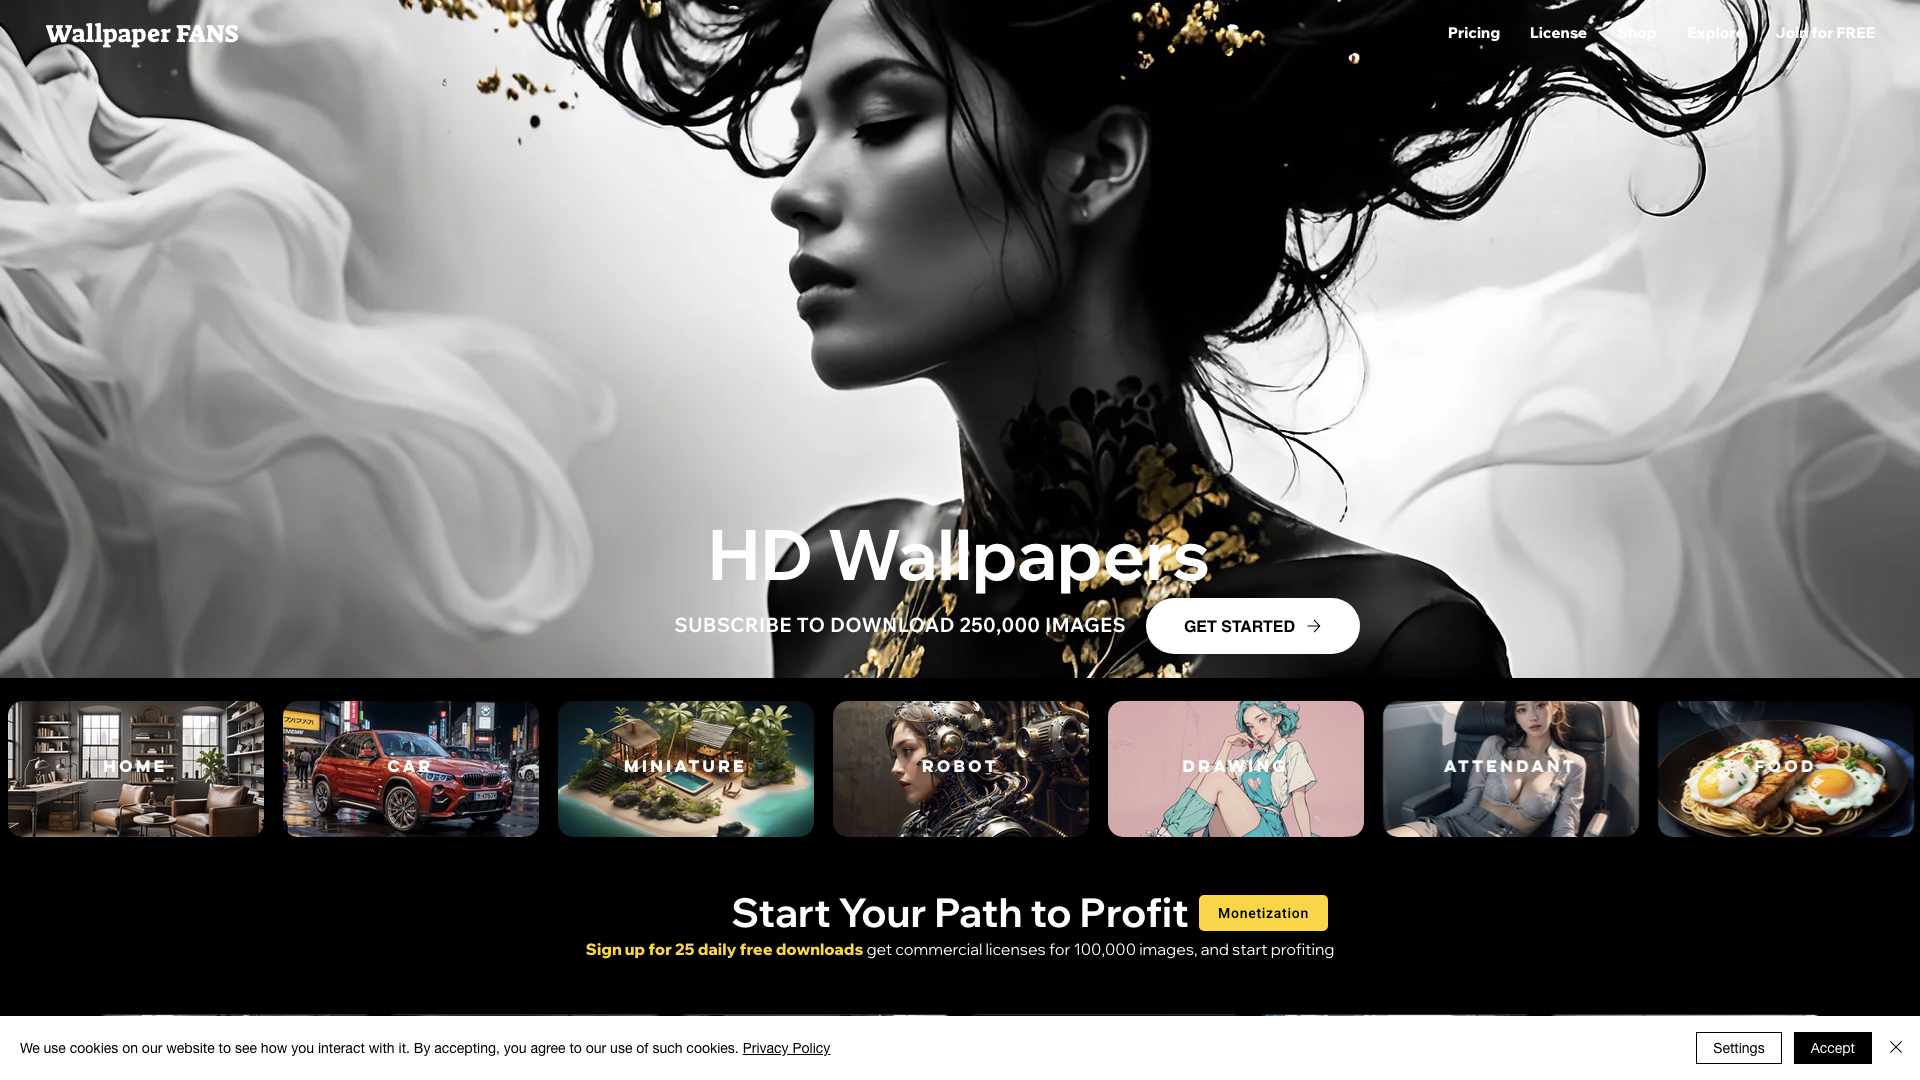 Wallpaper FANS
Pricing License Shop Explore Join for FREE
HD Wallpapers
SUBSCRIBE TO DOWNLOAD 250,000 IMAGES GET STARTED
HOME CAR MINIATURE ROBOT DRAWING ATTENDANT FOOD
Start Your Path to Profit Monetization
Sign up for 25 daily free downloads get commercial licenses for 100,000 images, and start profiting
We use cookies on our website to see how you interact with it. By accepting, you agree to our use of such cookies. Privacy Policy Settings Accept